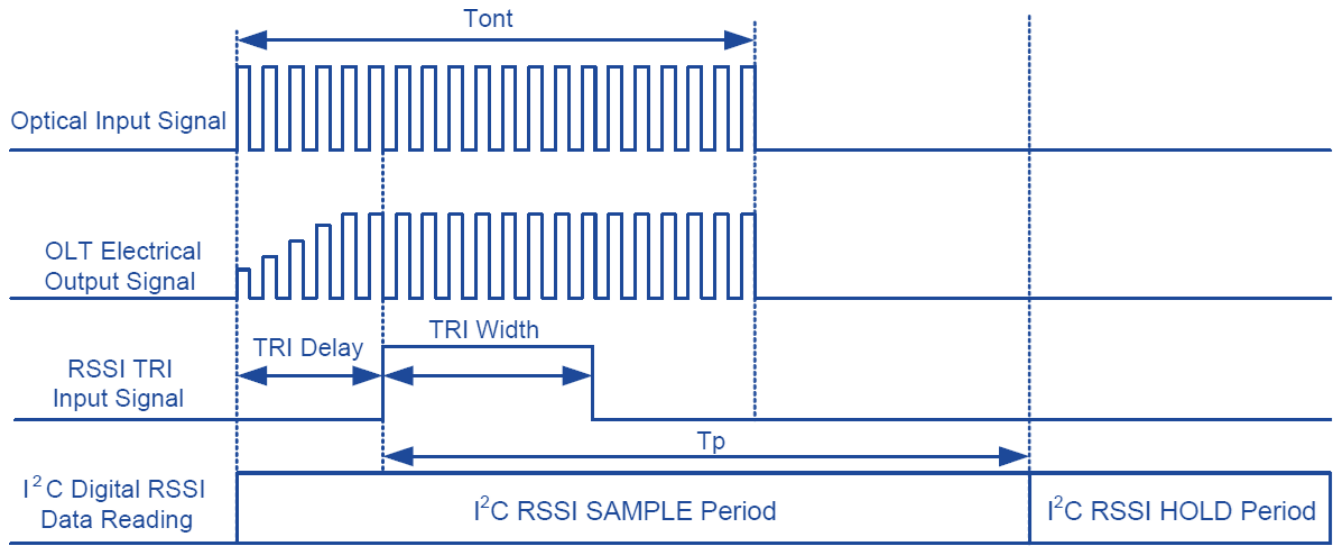 Tont
Optical Input Signal
OLT Electrical
Output Signal
TRI Delay
TRI Width
RSSI TRI
Input Signal
Tp
I²C Digital RSSI
Data Reading
I²C RSSI SAMPLE Period
I²C RSSI HOLD Period